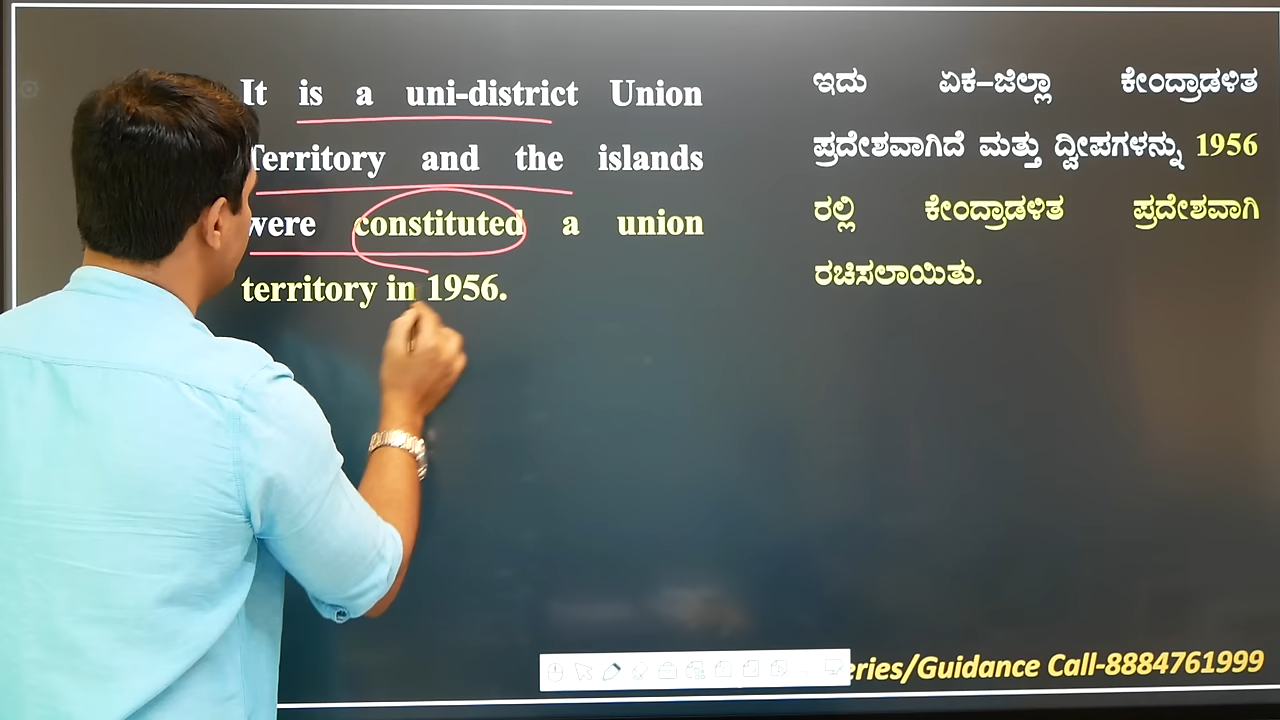 It is a uni-district Union
Territory and the islands
were constituted a union
territory in 1956.
ಇದು ಏಕ–ಜಿಲ್ಲಾ ಕೇಂದ್ರಾಡಳಿತ
ಪ್ರದೇಶವಾಗಿದೆ ಮತ್ತು ದ್ವೀಪಗಳನ್ನು 1956
ರಲ್ಲಿ ಕೇಂದ್ರಾಡಳಿತ ಪ್ರದೇಶವಾಗಿ
ರಚಿಸಲಾಯಿತು.
eries/Guidance Call-8884761999